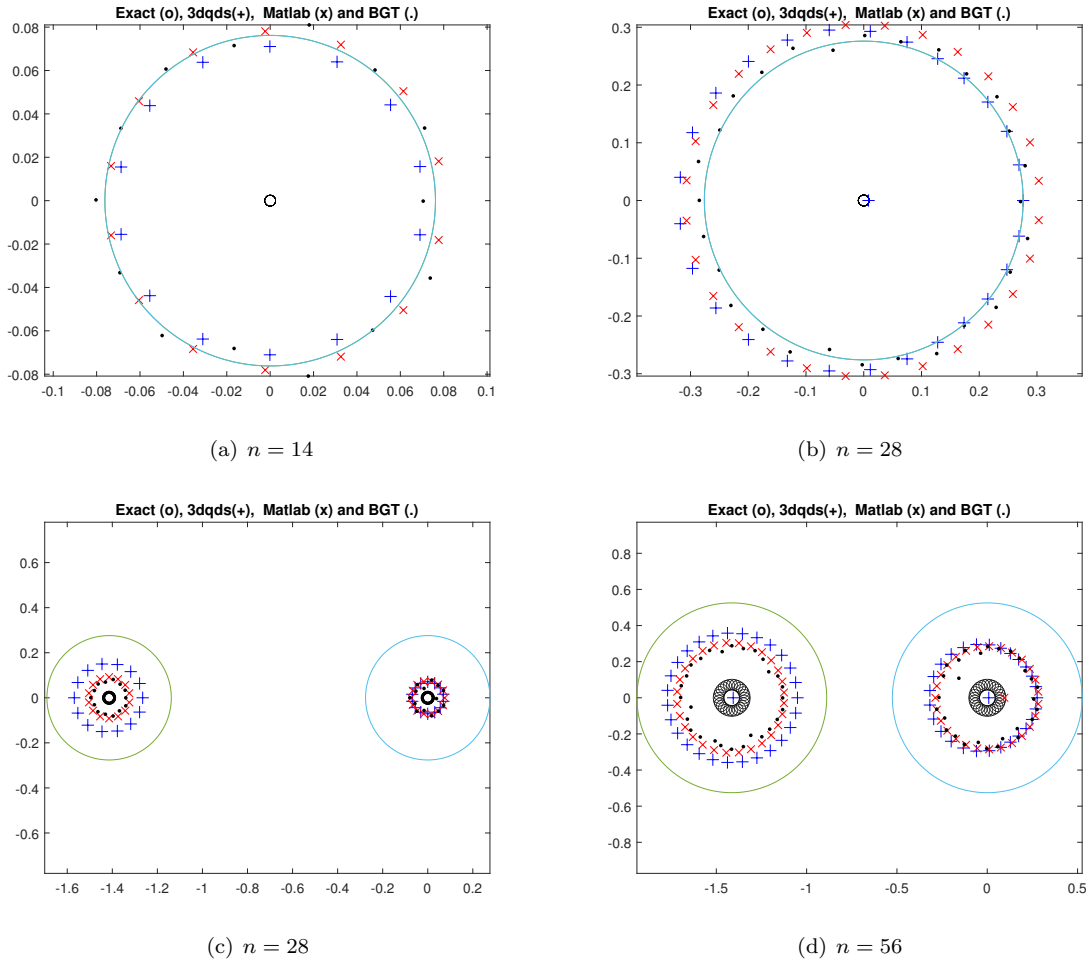 Exact (o), 3dqds(+), Matlab (x) and BGT (.)
0.08
0.06
0.04
0.02
0
-0.02
-0.04
-0.06
-0.08
-0.1 -0.08 -0.06 -0.04 -0.02 0 0.02 0.04 0.06 0.08 0.1
(a) n = 14
Exact (o), 3dqds(+), Matlab (x) and BGT (.)
0.3
0.2
0.1
0
-0.1
-0.2
-0.3
-0.3 -0.2 -0.1 0 0.1 0.2 0.3
(b) n = 28
Exact (o), 3dqds(+), Matlab (x) and BGT (.)
0.6
0.4
0.2
0
-0.2
-0.4
-0.6
-1.6 -1.4 -1.2 -1 -0.8 -0.6 -0.4 -0.2 0 0.2
(c) n = 28
Exact (o), 3dqds(+), Matlab (x) and BGT (.)
0.8
0.6
0.4
0.2
0
-0.2
-0.4
-0.6
-0.8
-1.5 -1 -0.5 0 0.5
(d) n = 56